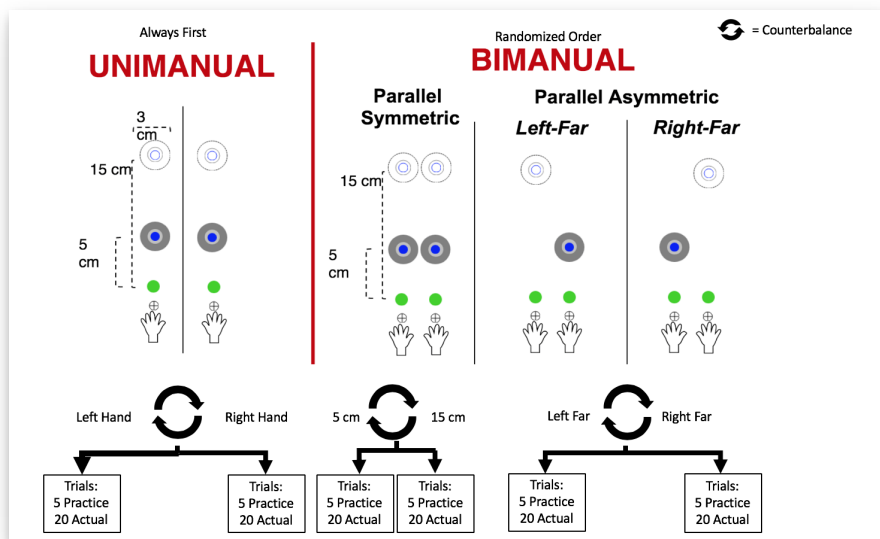 Always First
UNIMANUAL
Randomized Order
BIMANUAL
= Counterbalance
Parallel
Symmetric
Parallel Asymmetric
Left-Far
Right-Far
3
cm
15 cm
5
cm
15 cm
5
cm
Left Hand
Right Hand
5 cm
15 cm
Left Far
Right Far
Trials:
5 Practice
20 Actual
Trials:
5 Practice
20 Actual
Trials:
5 Practice
20 Actual
Trials:
5 Practice
20 Actual
Trials:
5 Practice
20 Actual
Trials:
5 Practice
20 Actual